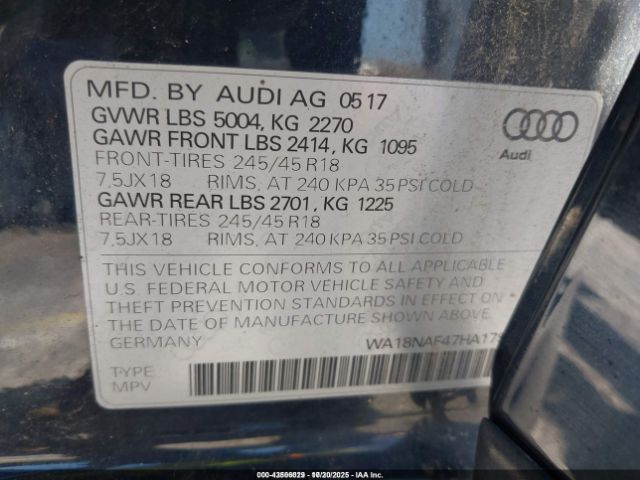 MFD. BY AUDI AG 0517
GVWR LBS 5004, KG 2270
GAWR FRONT LBS 2414, KG 1095
FRONT-TIRES 245/45 R18
7,5JX18 RIMS, AT 240 KPA 35 PSI COLD
GAWR REAR LBS 2701, KG 1225
REAR-TIRES 245/45 R18
7,5JX18 RIMS, AT 240 KPA 35 PSI COLD
Audi
THIS VEHICLE CONFORMS TO ALL APPLICABLE
U.S. FEDERAL MOTOR VEHICLE SAFETY AND
THEFT PREVENTION STANDARDS IN EFFECT ON
THE DATE OF MANUFACTURE SHOWN ABOVE.
GERMANY
WA18NAF47HA179
TYPE
MPV
000-43506029 | 10/20/2025 | IAA, Inc.